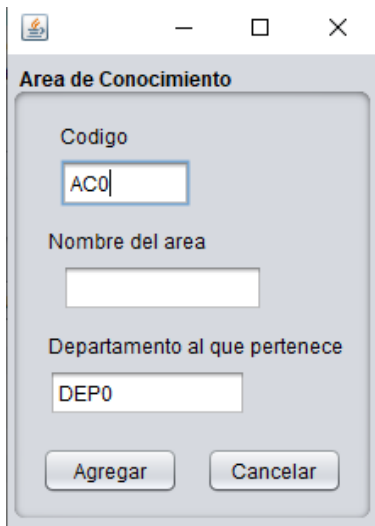 Area de Conocimiento
Codigo
AC0
Nombre del area
Departamento al que pertenece
DEP0
Agregar Cancelar